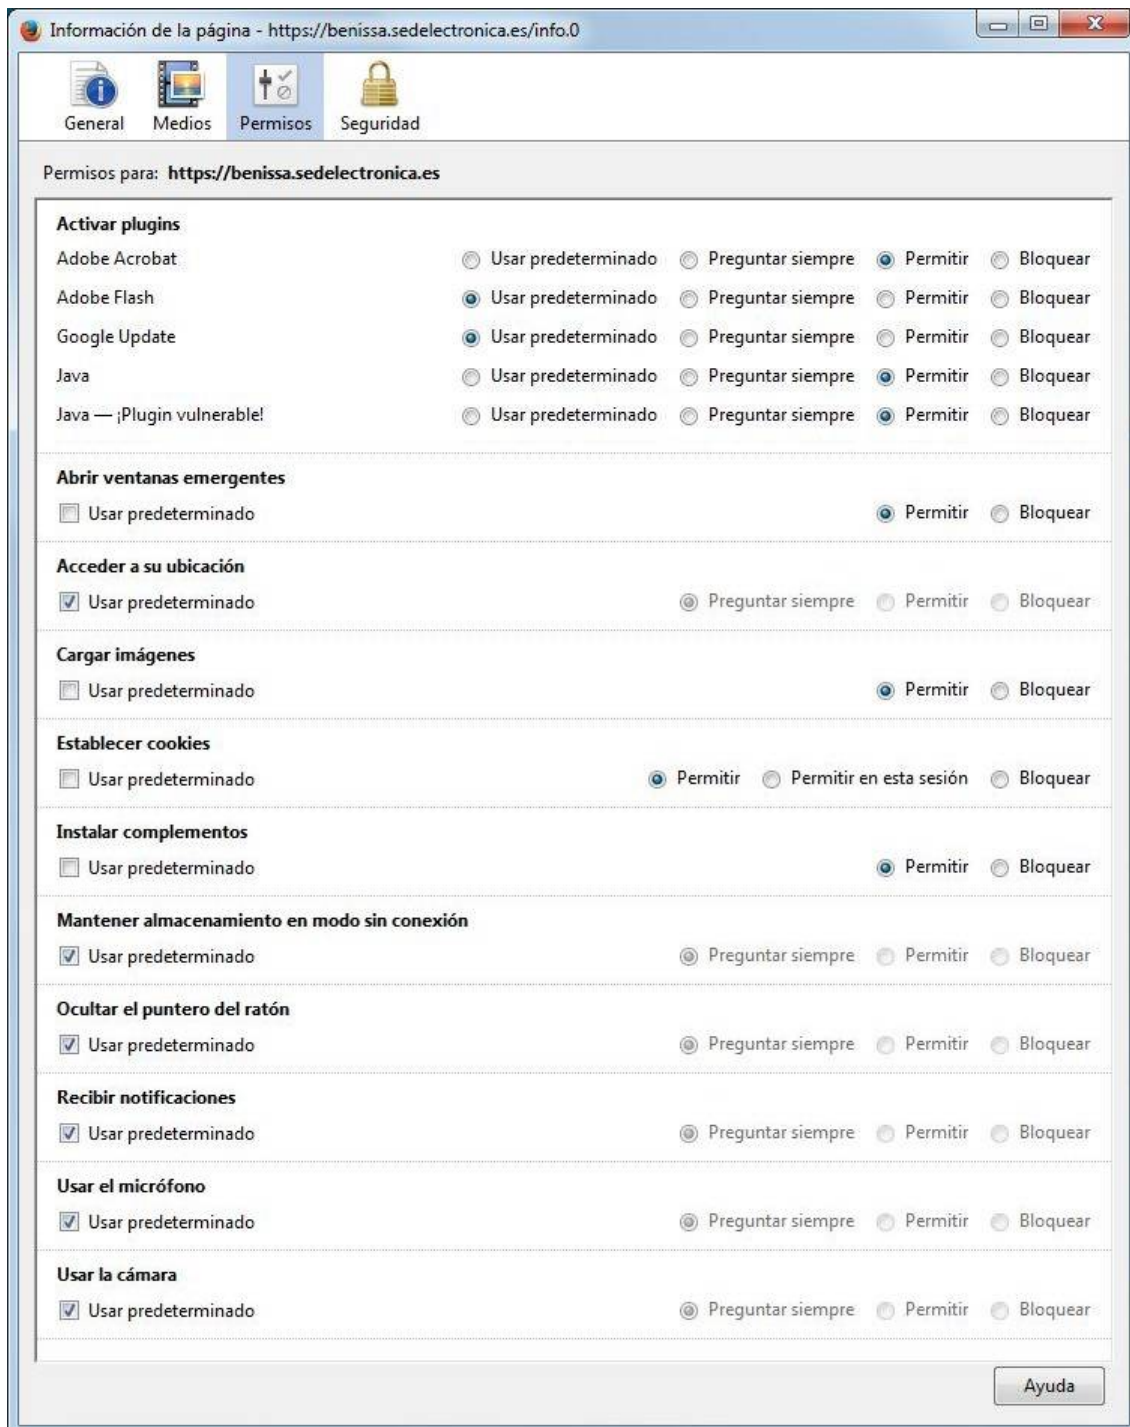 Información de la página - https://benissa.sedelectronica.es/info.0
General Medios Permisos Seguridad
Permisos para: https://benissa.sedelectronica.es
Activar plugins
Adobe Acrobat Usar predeterminado Preguntar siempre Permitir Bloquear
Adobe Flash Usar predeterminado Preguntar siempre Permitir Bloquear
Google Update Usar predeterminado Preguntar siempre Permitir Bloquear
Java Usar predeterminado Preguntar siempre Permitir Bloquear
Java — ¡Plugin vulnerable! Usar predeterminado Preguntar siempre Permitir Bloquear
Abrir ventanas emergentes
Usar predeterminado Permitir Bloquear
Acceder a su ubicación
Usar predeterminado Preguntar siempre Permitir Bloquear
Cargar imágenes
Usar predeterminado Permitir Bloquear
Establecer cookies
Usar predeterminado Permitir Permitir en esta sesión Bloquear
Instalar complementos
Usar predeterminado Permitir Bloquear
Mantener almacenamiento en modo sin conexión
Usar predeterminado Preguntar siempre Permitir Bloquear
Ocultar el puntero del ratón
Usar predeterminado Preguntar siempre Permitir Bloquear
Recibir notificaciones
Usar predeterminado Preguntar siempre Permitir Bloquear
Usar el micrófono
Usar predeterminado Preguntar siempre Permitir Bloquear
Usar la cámara
Usar predeterminado Preguntar siempre Permitir Bloquear
Ayuda